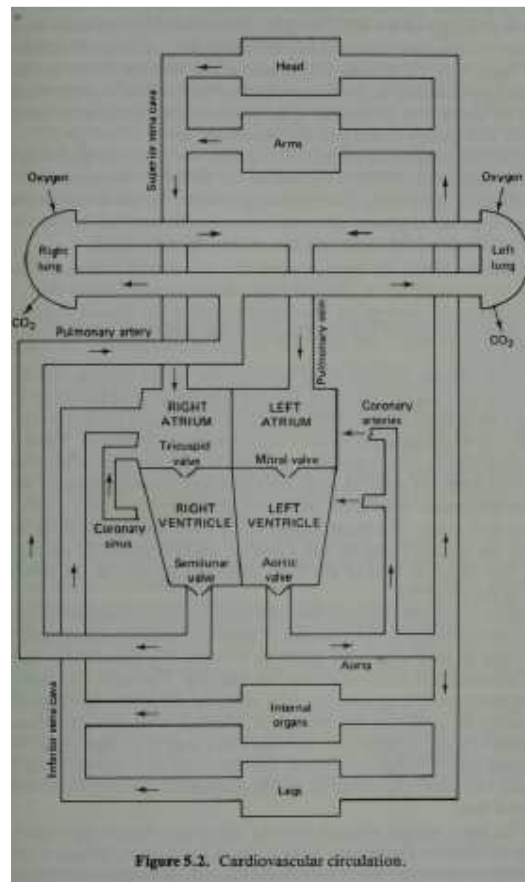 Head
Superior vena cava
Arms
Oxygen
Oxygen
Right
lung
Left
lung
CO2
CO2
Pulmonary artery
Pulmonary vein
RIGHT
ATRIUM
LEFT
ATRIUM
Coronary
arteries
Tricuspid
valve
Mitral valve
RIGHT
VENTRICLE
LEFT
VENTRICLE
Coronary
sinus
Semilunar
valve
Aortic
valve
Aorta
Inferior vena cava
Internal
organs
Legs
Figure 5.2. Cardiovascular circulation.